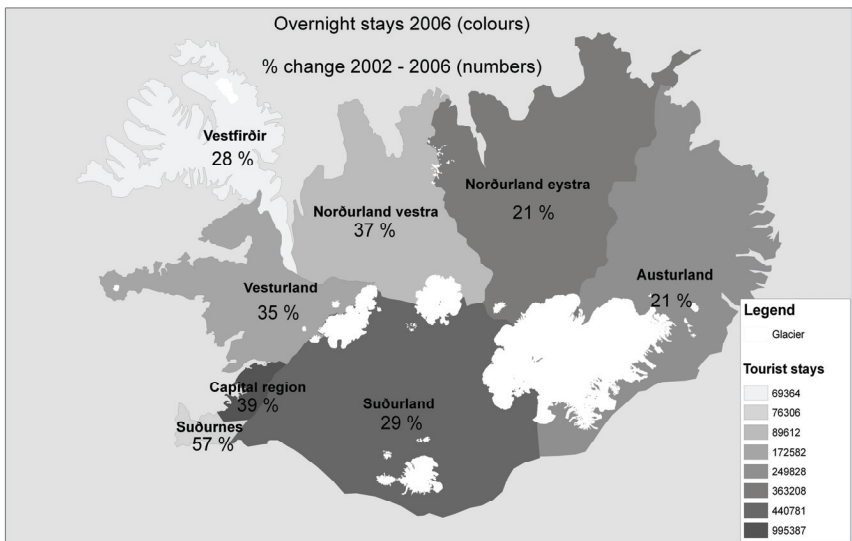 Overnight stays 2006 (colours)
% change 2002 - 2006 (numbers)
Vestfirðir
28 %
Norðurland vestra
37 %
Norðurland eystra
21 %
Vesturland
35 %
Austurland
21 %
Capital region
39 %
Suðurland
29 %
Suðurnes
57 %
Legend
Glacier
Tourist stays
69364
76306
89612
172582
249828
363208
440781
995387